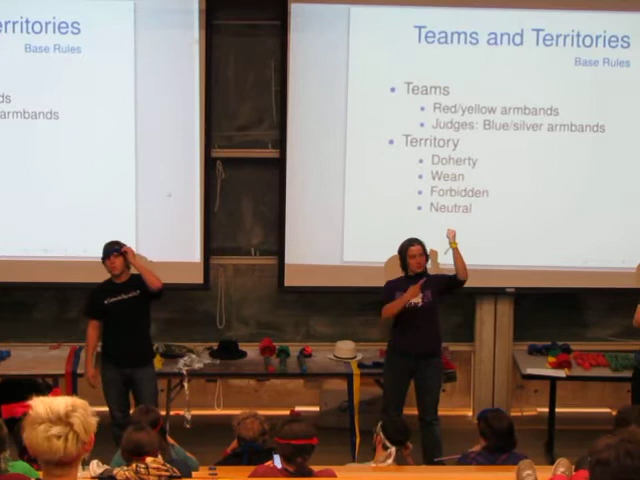 erritories
Base Rules
ds
armbands
Teams and Territories
Base Rules
Teams
Red/yellow armbands
Judges: Blue/silver armbands
Territory
Doherty
Wean
Forbidden
Neutral